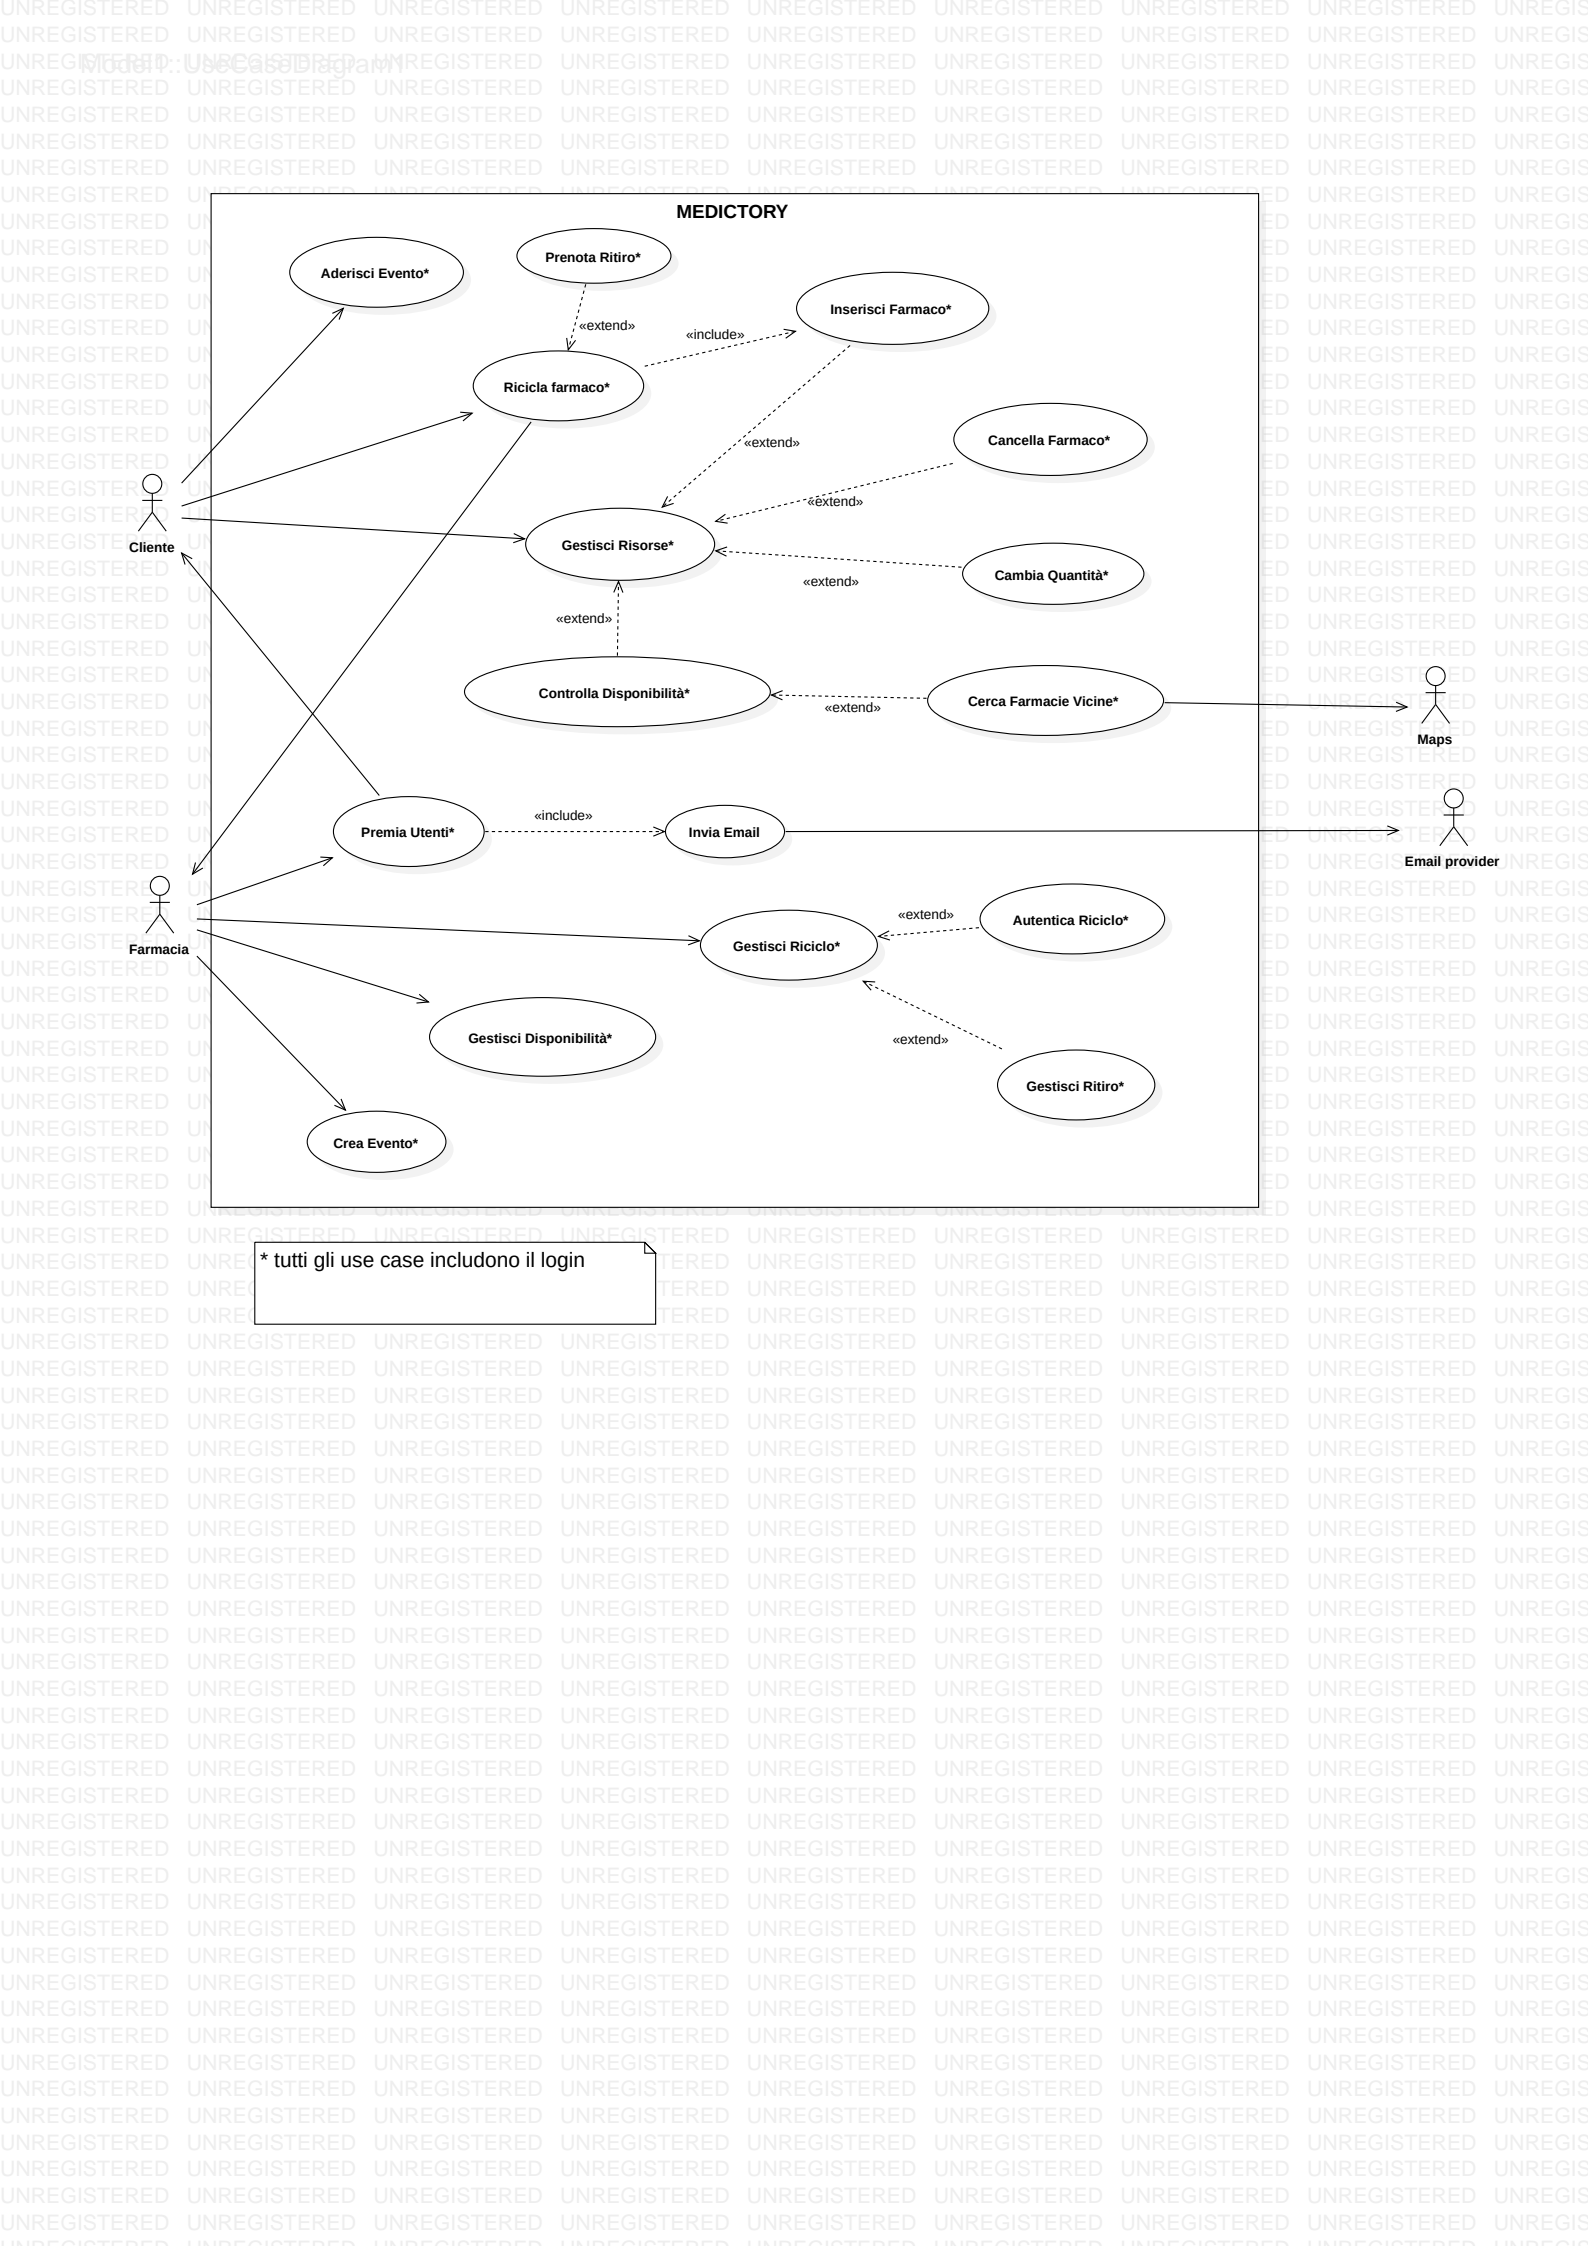 Model1::UseCaseDiagram1
MEDICTORY
Prenota Ritiro*
Aderisci Evento*
Inserisci Farmaco*
«extend»
«include»
Ricicla farmaco*
Cancella Farmaco*
«extend»
«extend»
Gestisci Risorse*
Cliente
Cambia Quantità*
«extend»
«extend»
Controlla Disponibilità*
Cerca Farmacie Vicine*
«extend»
Maps
«include»
Premia Utenti*
Invia Email
Email provider
«extend»
Autentica Riciclo*
Gestisci Riciclo*
Farmacia
Gestisci Disponibilità*
«extend»
Gestisci Ritiro*
Crea Evento*
* tutti gli use case includono il login
UNREGISTERED